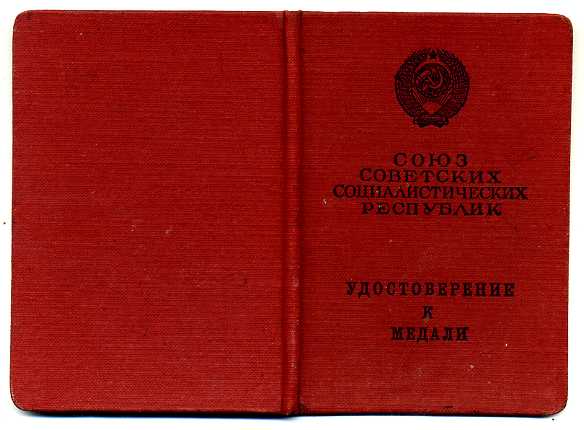 СОЮЗ
СОВЕТСКИХ
СОЦИАЛИСТИЧЕСКИХ
РЕСПУБЛИК
УДОСТОВЕРЕНИЕ
К
МЕДАЛИ